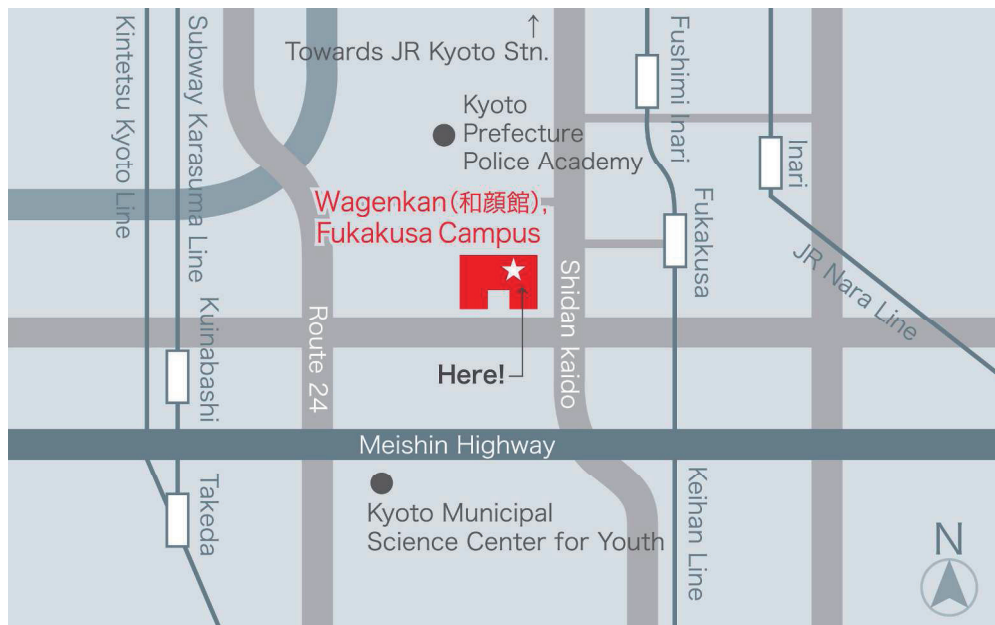 ↑
Towards JR Kyoto Stn.
Kintetsu Kyoto Line
Subway Karasuma Line
Kyoto
Prefecture
Police Academy
Fushimi Inari
Inari
Wagenkan(和顔館),
Fukakusa Campus
Fukakusa
JR Nara Line
Shidan kaido
Route 24
Kuinabashi
Here!
Meishin Highway
Takeda
Kyoto Municipal
Science Center for Youth
Keihan Line
N